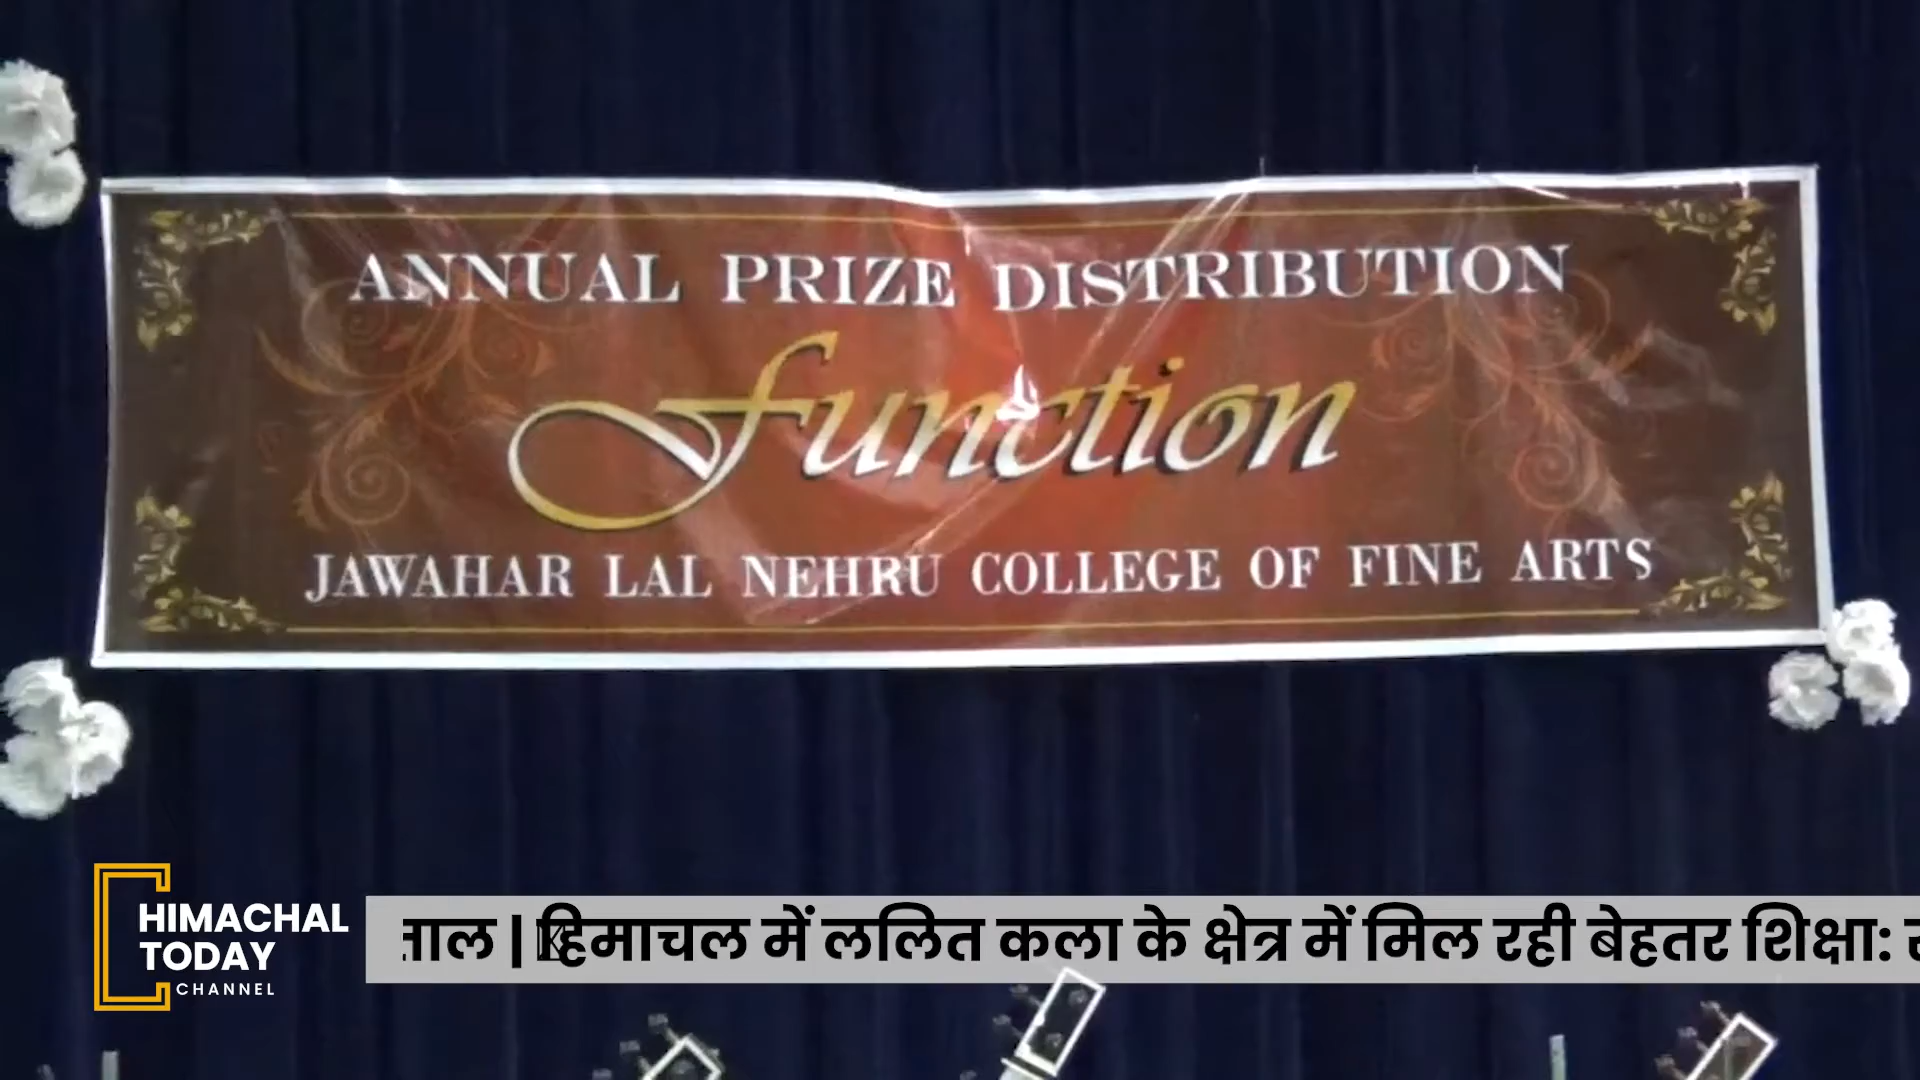 ANNUAL PRIZE DISTRIBUTION
Function
JAWAHAR LAL NEHRU COLLEGE OF FINE ARTS
HIMACHAL
TODAY
CHANNEL
| हिमाचल में ललित कला के क्षेत्र में मिल रही बेहतर शिक्षा: